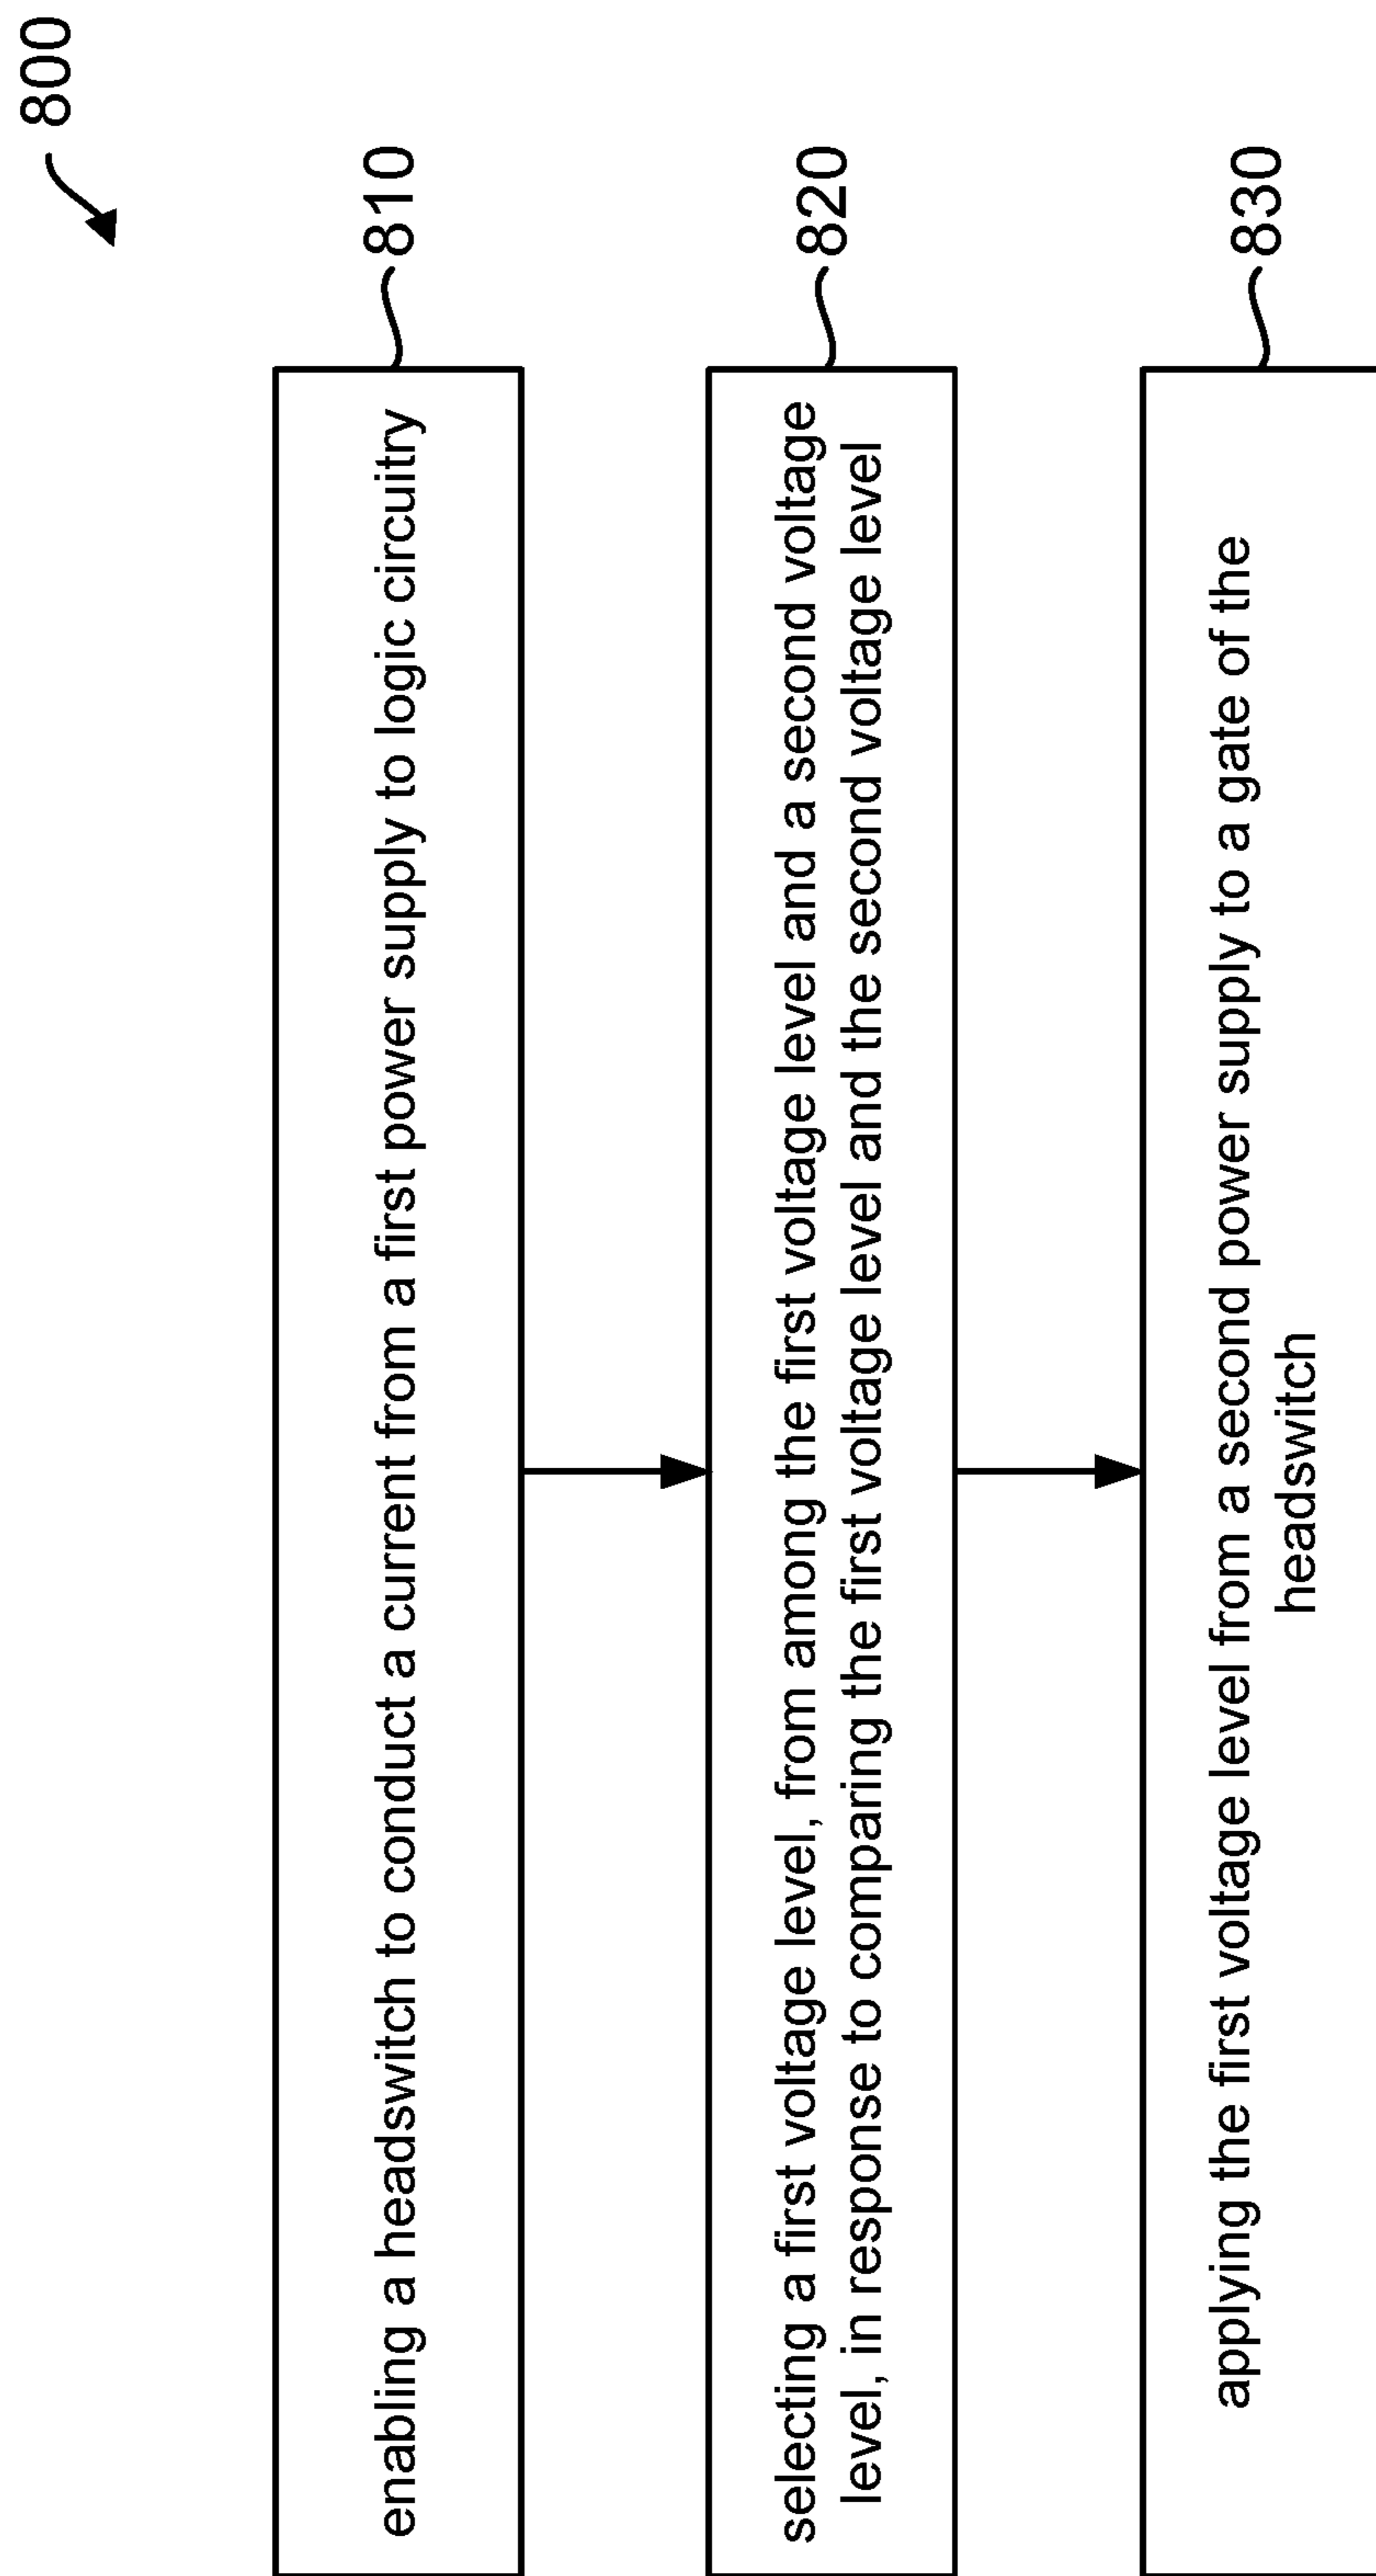 800
810
enabling a headswitch to conduct a current from a first power supply to logic circuitry
820
selecting a first voltage level, from among the first voltage level and a second voltage
level, in response to comparing the first voltage level and the second voltage level
830
applying the first voltage level from a second power supply to a gate of the
headswitch